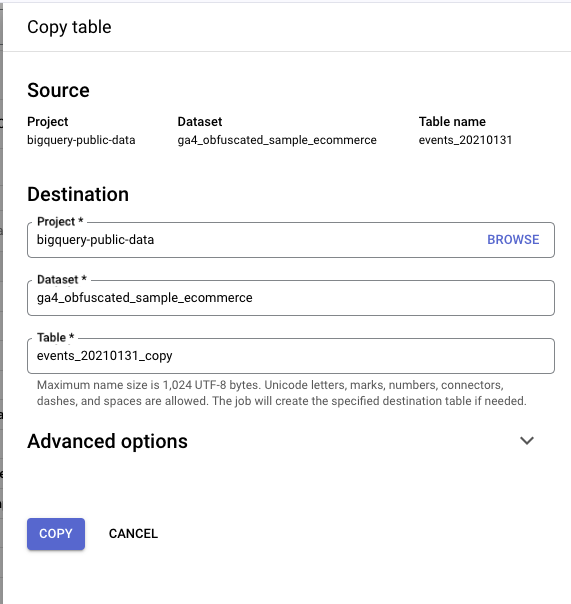 Copy table
Source
Project Dataset Table name
bigquery-public-data ga4_obfuscated_sample_ecommerce events_20210131
Destination
Project *
bigquery-public-data BROWSE
Dataset *
ga4_obfuscated_sample_ecommerce
Table *
events_20210131_copy
Maximum name size is 1,024 UTF-8 bytes. Unicode letters, marks, numbers, connectors,
dashes, and spaces are allowed. The job will create the specified destination table if needed.
Advanced options
COPY CANCEL